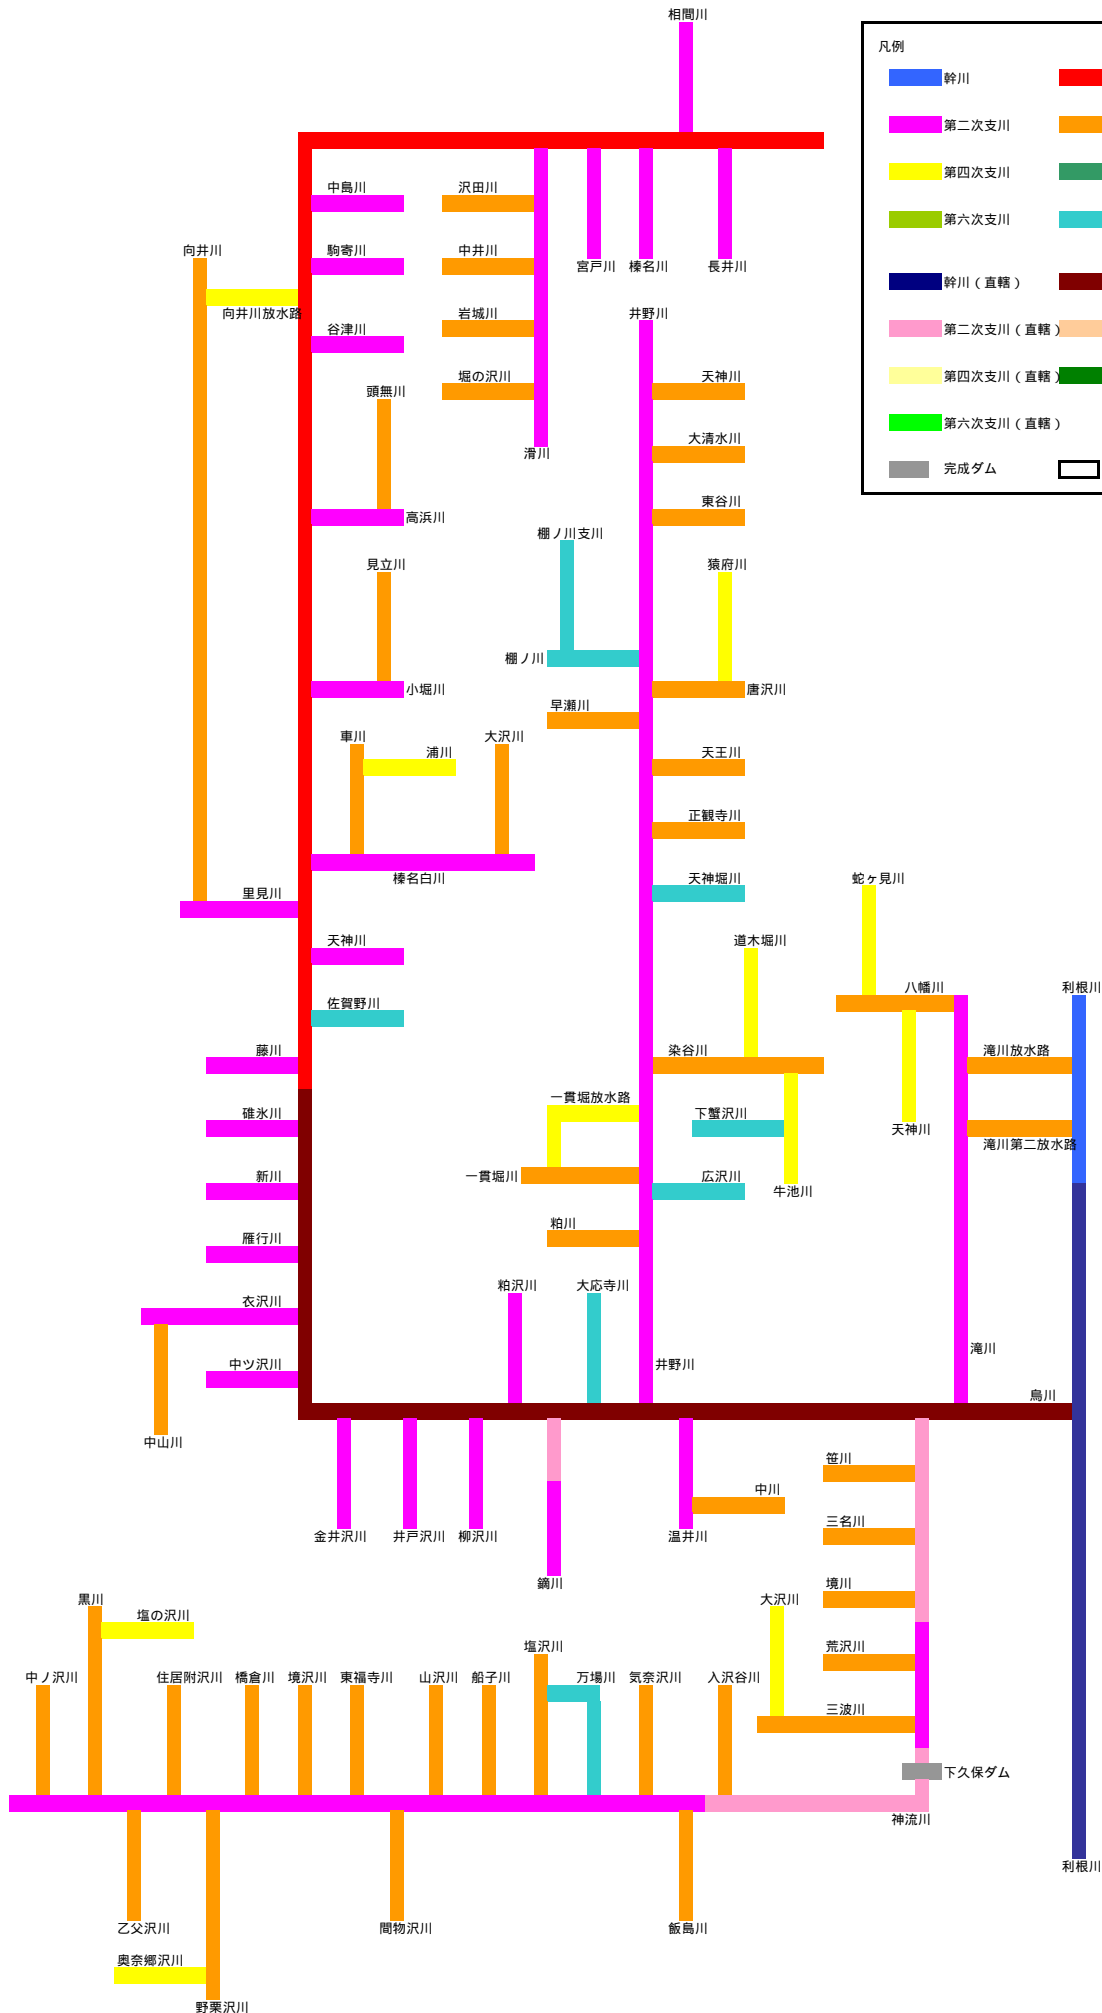 相間川
凡例
幹川
第二次支川
第四次支川
第六次支川
幹川（直轄）
第二次支川（直轄）
第四次支川（直轄）
第六次支川（直轄）
完成ダム
中島川
沢田川
向井川
駒寄川
中井川
宮戸川
榛名川
長井川
向井川放水路
谷津川
岩城川
井野川
頭無川
堀の沢川
天神川
滑川
大清水川
高浜川
東谷川
棚ノ川支川
見立川
猿府川
棚ノ川
小堀川
唐沢川
早瀬川
車川
浦川
大沢川
天王川
正観寺川
榛名白川
天神堀川
蛇ヶ見川
里見川
天神川
道木堀川
佐賀野川
八幡川
利根川
藤川
染谷川
滝川放水路
一貫堀放水路
碓氷川
下蟹沢川
天神川
滝川第二放水路
新川
一貫堀川
広沢川
牛池川
雁行川
粕川
衣沢川
粕沢川
大応寺川
中ツ沢川
井野川
滝川
烏川
中山川
笹川
中川
金井沢川
井戸沢川
柳沢川
温井川
三名川
鏑川
境川
黒川
塩の沢川
大沢川
塩沢川
荒沢川
中ノ沢川
住居附沢川
橋倉川
境沢川
東福寺川
山沢川
船子川
万場川
気奈沢川
入沢谷川
三波川
下久保ダム
神流川
利根川
乙父沢川
間物沢川
飯島川
奥奈郷沢川
野栗沢川